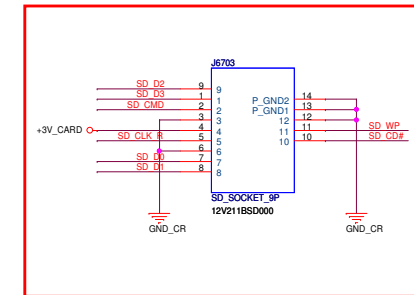 J6703
SD_D2 9 9
SD_D3 1 1
SD_CMD 2 2
3 3
+3V_CARD 4 4
SD_CLK_R 5 5
6 6
SD_D0 7 7
SD_D1 8 8
P_GND2 14
P_GND1 13
12 12
11 11 SD_WP
10 10 SD_CD#
SD_SOCKET_9P
12V211BSD000
GND_CR
GND_CR